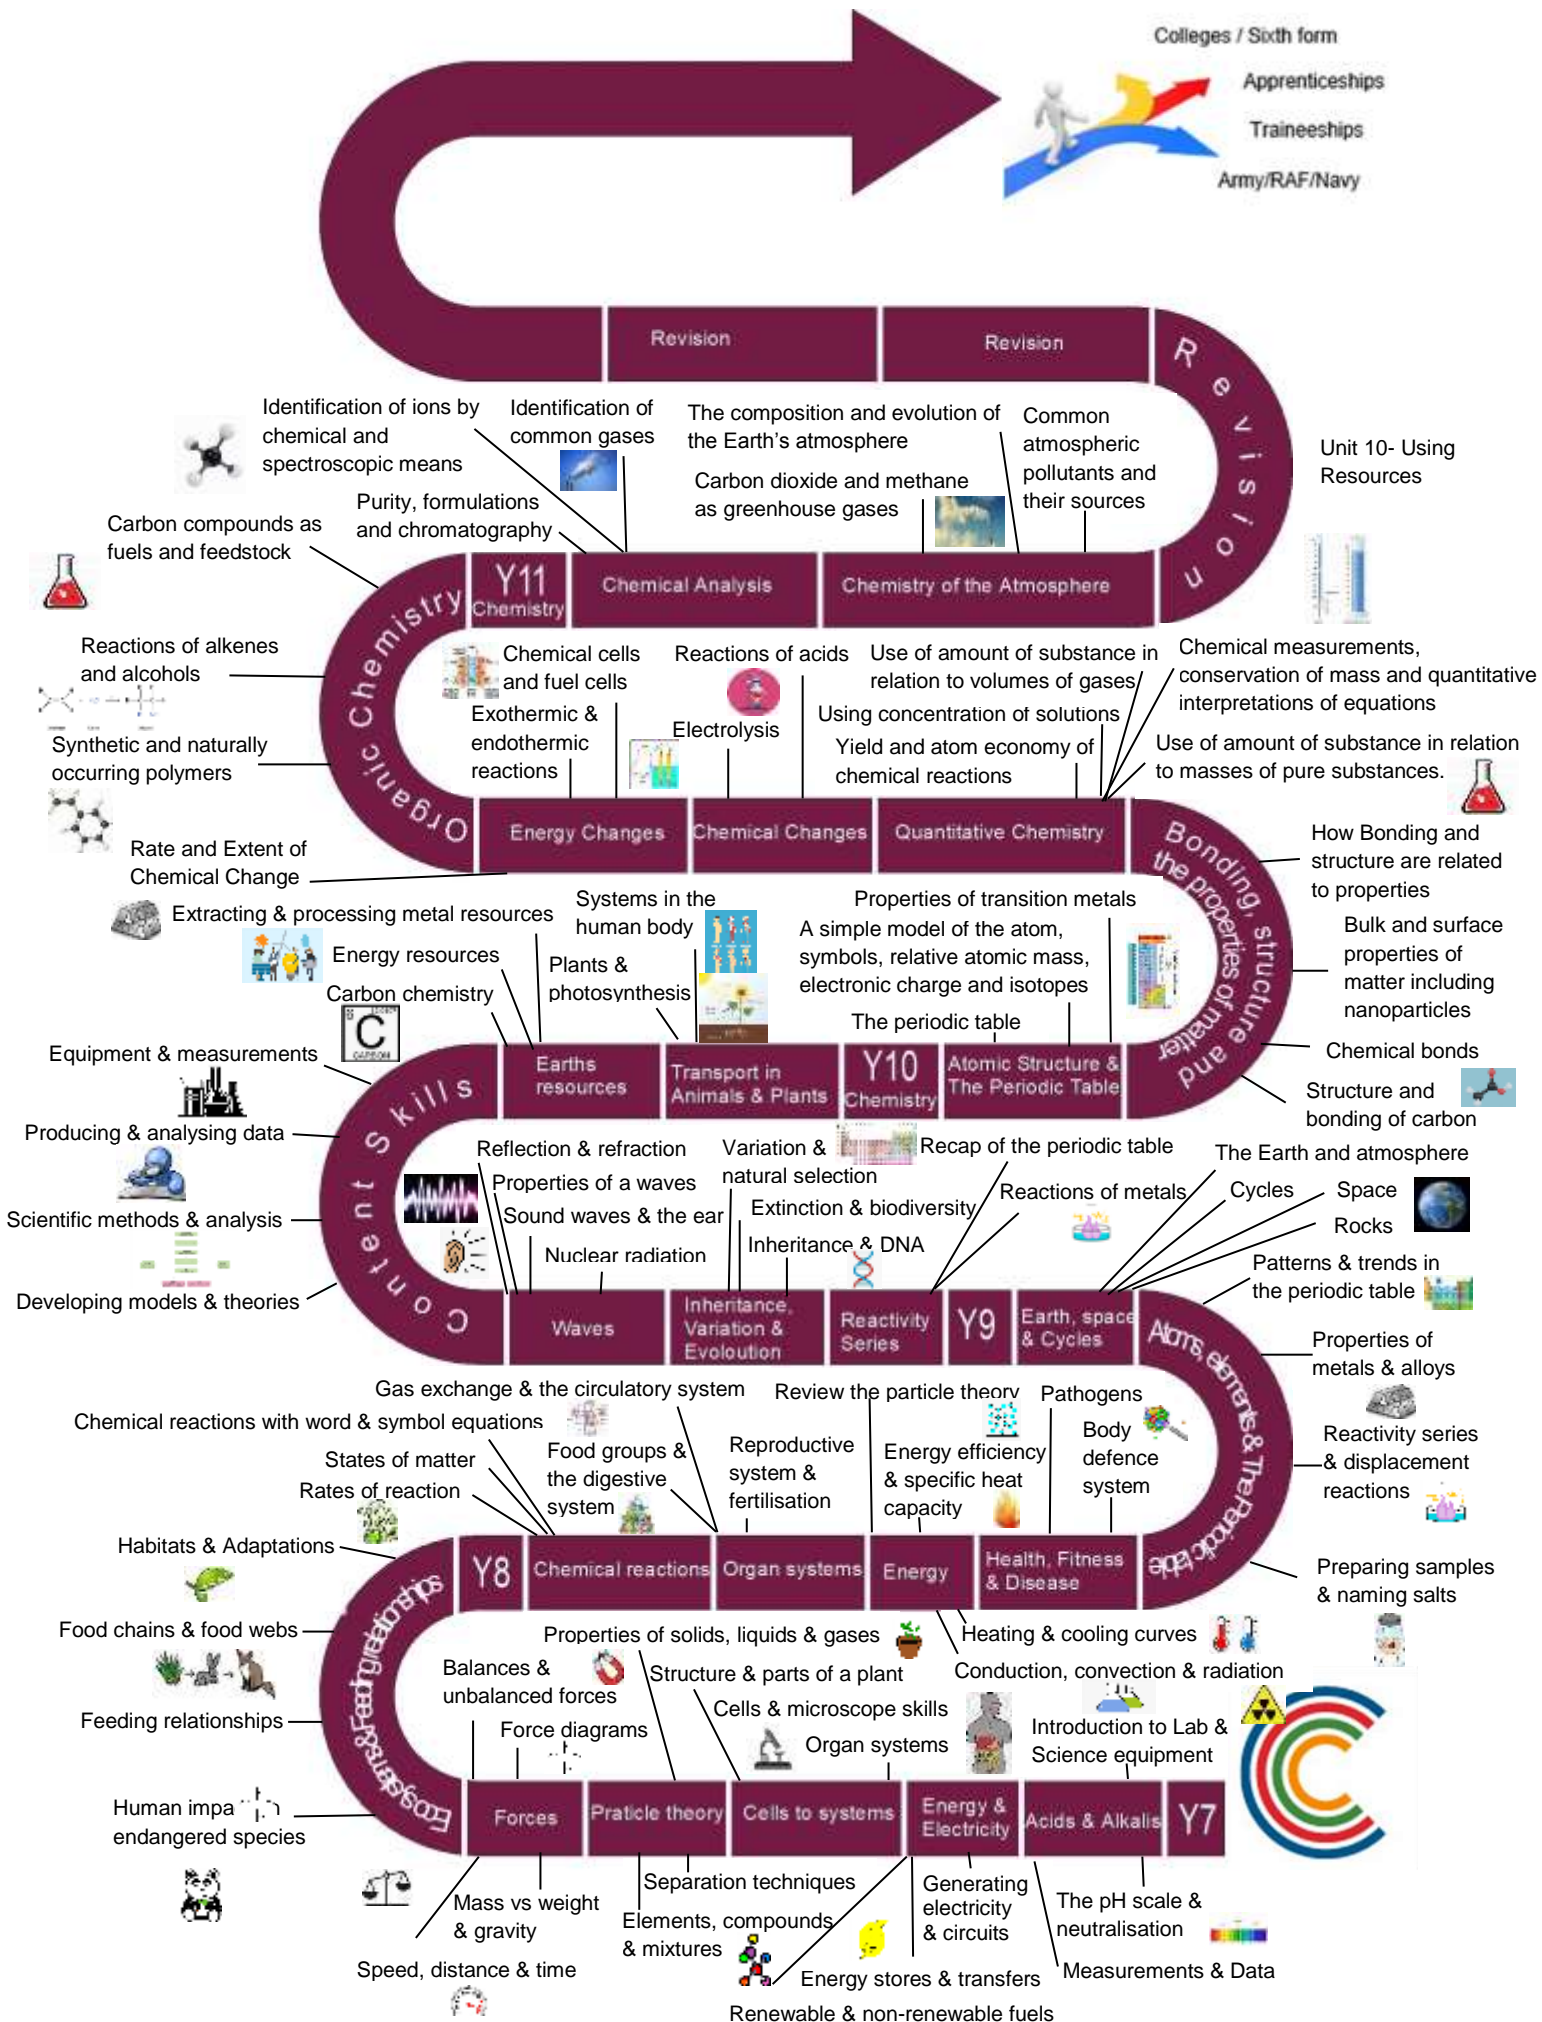 Colleges / Sixth form
Apprenticeships
Traineeships
Army/RAF/Navy
Revision
Revision
Revision
Identification of ions by
chemical and
spectroscopic means
Identification of
common gases
The composition and evolution of
the Earth's atmosphere
Common
atmospheric
pollutants and
their sources
Unit 10- Using
Resources
Purity, formulations
and chromatography
Carbon dioxide and methane
as greenhouse gases
Carbon compounds as
fuels and feedstock
Y11
Chemistry
Chemical Analysis
Chemistry of the Atmosphere
Organic Chemistry
Reactions of alkenes
and alcohols
Synthetic and naturally
occurring polymers
Chemical cells
and fuel cells
Reactions of acids
Use of amount of substance in
relation to volumes of gases
Chemical measurements,
conservation of mass and quantitative
interpretations of equations
Exothermic &
endothermic
reactions
Electrolysis
Using concentration of solutions
Yield and atom economy of
chemical reactions
Use of amount of substance in relation
to masses of pure substances.
Energy Changes
Chemical Changes
Quantitative Chemistry
Bonding, structure and
the properties of matter
Rate and Extent of
Chemical Change
How Bonding and
structure are related
to properties
Bulk and surface
properties of
matter including
nanoparticles
Chemical bonds
Structure and
bonding of carbon
Extracting & processing metal resources
Energy resources
Carbon chemistry
C
CARBON
Systems in the
human body
Plants &
photosynthesis
Properties of transition metals
A simple model of the atom,
symbols, relative atomic mass,
electronic charge and isotopes
The periodic table
Earths
resources
Transport in
Animals & Plants
Y10
Chemistry
Atomic Structure &
The Periodic Table
Content Skills
Equipment & measurements
Producing & analysing data
Scientific methods & analysis
Developing models & theories
Reflection & refraction
Properties of a waves
Sound waves & the ear
Nuclear radiation
Variation &
natural selection
Extinction & biodiversity
Inheritance & DNA
Recap of the periodic table
Reactions of metals
The Earth and atmosphere
Cycles
Space
Rocks
Patterns & trends in
the periodic table
Waves
Inheritance,
Variation &
Evoloution
Reactivity
Series
Y9
Earth, space
& Cycles
Atoms, elements & The Periodic table
Properties of
metals & alloys
Reactivity series
& displacement
reactions
Preparing samples
& naming salts
Gas exchange & the circulatory system
Chemical reactions with word & symbol equations
States of matter
Rates of reaction
Food groups &
the digestive
system
Reproductive
system &
fertilisation
Review the particle theory
Energy efficiency
& specific heat
capacity
Pathogens
Body
defence
system
Habitats & Adaptations
Y8
Chemical reactions
Organ systems
Energy
Health, Fitness
& Disease
Ecosystems & Feeding relationships
Food chains & food webs
Feeding relationships
Human impa
endangered species
Properties of solids, liquids & gases
Heating & cooling curves
Balances &
unbalanced forces
Structure & parts of a plant
Conduction, convection & radiation
Force diagrams
Cells & microscope skills
Organ systems
Introduction to Lab &
Science equipment
Forces
Praticle theory
Cells to systems
Energy &
Electricity
Acids & Alkalis
Y7
Mass vs weight
& gravity
Speed, distance & time
Separation techniques
Elements, compounds
& mixtures
Generating
electricity
& circuits
The pH scale &
neutralisation
Energy stores & transfers
Measurements & Data
Renewable & non-renewable fuels